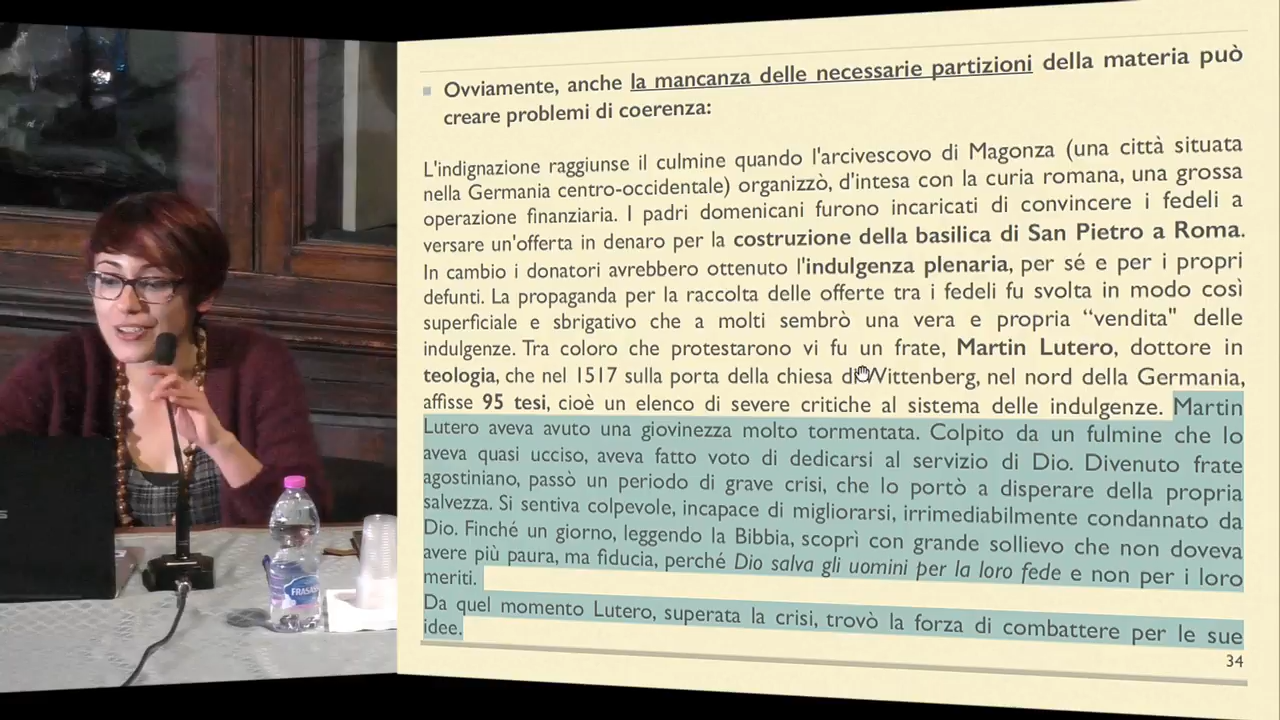 Ovviamente, anche la mancanza delle necessarie partizioni della materia può
creare problemi di coerenza:
L'indignazione raggiunse il culmine quando l'arcivescovo di Magonza (una città situata
nella Germania centro-occidentale) organizzò, d'intesa con la curia romana, una grossa
operazione finanziaria. I padri domenicani furono incaricati di convincere i fedeli a
versare un'offerta in denaro per la costruzione della basilica di San Pietro a Roma.
In cambio i donatori avrebbero ottenuto l'indulgenza plenaria, per sé e per i propri
defunti. La propaganda per la raccolta delle offerte tra i fedeli fu svolta in modo così
superficiale e sbrigativo che a molti sembrò una vera e propria “vendita" delle
indulgenze. Tra coloro che protestarono vi fu un frate, Martin Lutero, dottore in
teologia, che nel 1517 sulla porta della chiesa di Wittenberg, nel nord della Germania,
affisse 95 tesi, cioè un elenco di severe critiche al sistema delle indulgenze. Martin
Lutero aveva avuto una giovinezza molto tormentata. Colpito da un fulmine che lo
aveva quasi ucciso, aveva fatto voto di dedicarsi al servizio di Dio. Divenuto frate
agostiniano, passò un periodo di grave crisi, che lo portò a disperare della propria
salvezza. Si sentiva colpevole, incapace di migliorarsi, irrimediabilmente condannato da
Dio. Finché un giorno, leggendo la Bibbia, scoprì con grande sollievo che non doveva
avere più paura, ma fiducia, perché Dio salva gli uomini per la loro fede e non per i loro
meriti.
Da quel momento Lutero, superata la crisi, trovò la forza di combattere per le sue
idee.
34